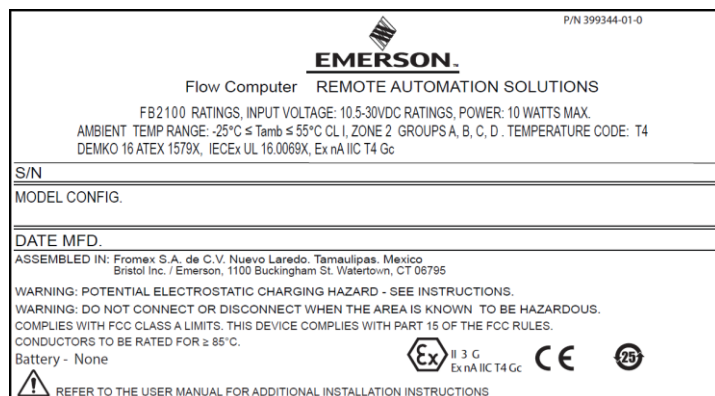 P/N 399344-01-0
EMERSON™
Flow Computer REMOTE AUTOMATION SOLUTIONS
FB2100 RATINGS, INPUT VOLTAGE: 10.5-30VDC RATINGS, POWER: 10 WATTS MAX.
AMBIENT TEMP RANGE: -25°C ≤ Tamb ≤ 55°C CL I, ZONE 2 GROUPS A, B, C, D . TEMPERATURE CODE: T4
DEMKO 16 ATEX 1579X, IECEx UL 16.0069X, Ex nA IIC T4 Gc
S/N
MODEL CONFIG.
DATE MFD.
ASSEMBLED IN: Fromex S.A. de C.V. Nuevo Laredo. Tamaulipas. Mexico
Bristol Inc. / Emerson, 1100 Buckingham St. Watertown, CT 06795
WARNING: POTENTIAL ELECTROSTATIC CHARGING HAZARD - SEE INSTRUCTIONS.
WARNING: DO NOT CONNECT OR DISCONNECT WHEN THE AREA IS KNOWN TO BE HAZARDOUS.
COMPLIES WITH FCC CLASS A LIMITS. THIS DEVICE COMPLIES WITH PART 15 OF THE FCC RULES.
CONDUCTORS TO BE RATED FOR ≥ 85°C.
Battery - None
Ex II 3 G
Ex nA IIC T4 Gc
CE
25
REFER TO THE USER MANUAL FOR ADDITIONAL INSTALLATION INSTRUCTIONS